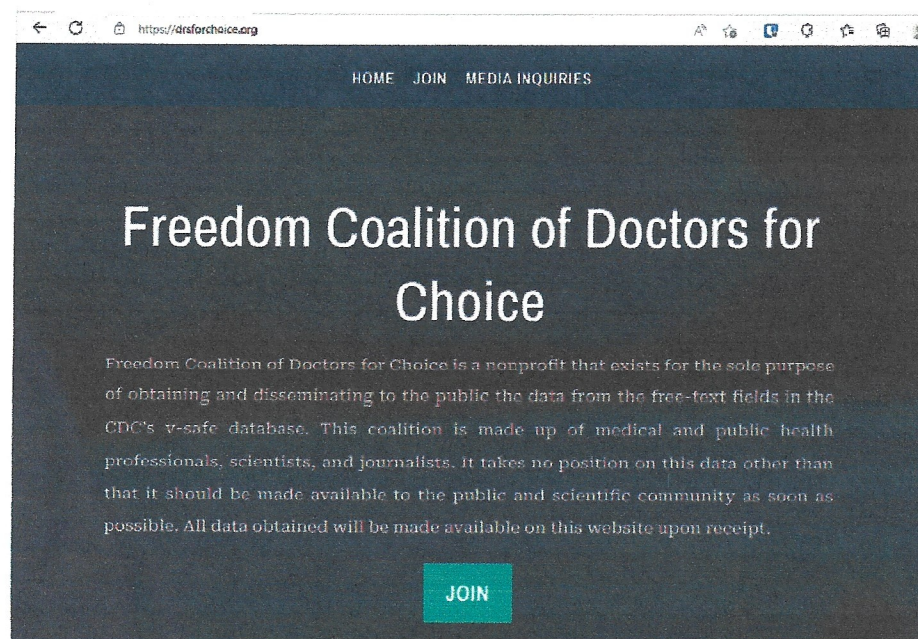 https://drsforchoice.org
HOME JOIN MEDIA INQUIRIES
Freedom Coalition of Doctors for
Choice
Freedom Coalition of Doctors for Choice is a nonprofit that exists for the sole purpose
of obtaining and disseminating to the public the data from the free-text fields in the
CDC's v-safe database. This coalition is made up of medical and public health
professionals, scientists, and journalists. It takes no position on this data other than
that it should be made available to the public and scientific community as soon as
possible. All data obtained will be made available on this website upon receipt.
JOIN